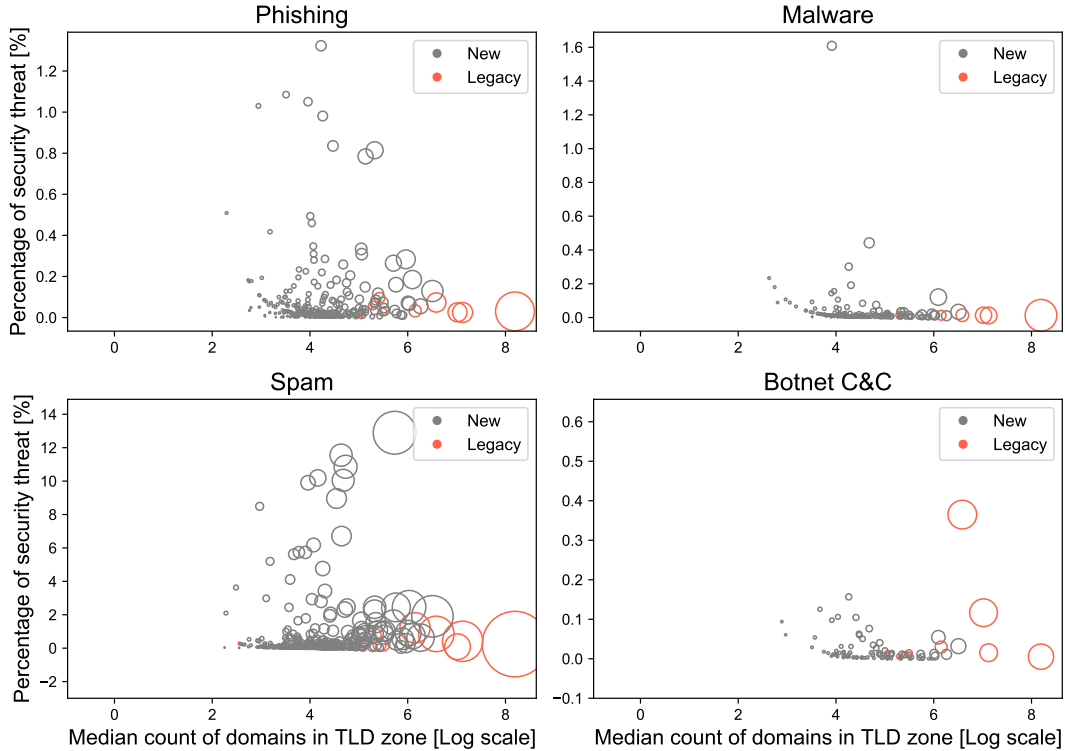 Phishing
Malware
Percentage of security threat [%]
1.2
1.0
0.8
0.6
0.4
0.2
0.0
New
Legacy
0 2 4 6 8
1.6
1.4
1.2
1.0
0.8
0.6
0.4
0.2
0.0
New
Legacy
0 2 4 6 8
Spam
Botnet C&C
Percentage of security threat [%]
14
12
10
8
6
4
2
0
−2
New
Legacy
0 2 4 6 8
Median count of domains in TLD zone [Log scale]
0.6
0.5
0.4
0.3
0.2
0.1
0.0
−0.1
New
Legacy
0 2 4 6 8
Median count of domains in TLD zone [Log scale]